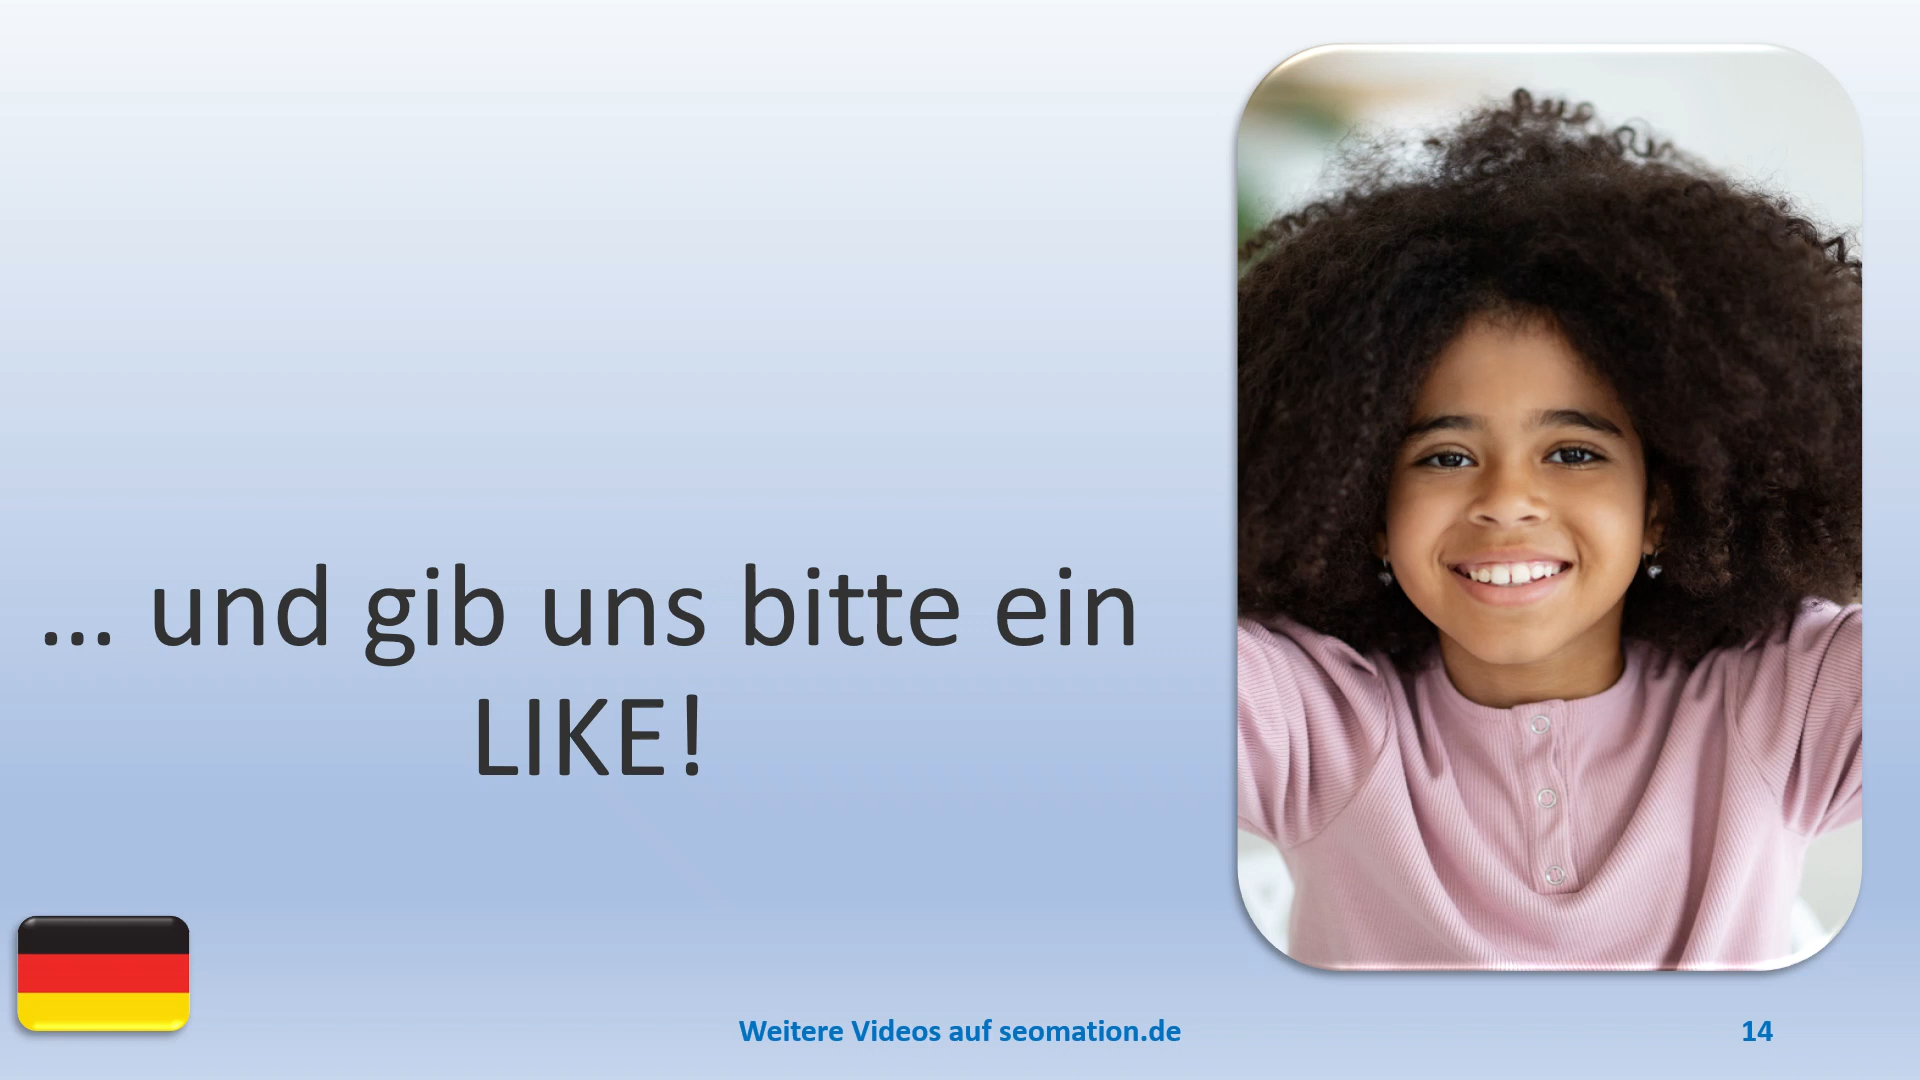 ... und gib uns bitte ein
LIKE!
Weitere Videos auf seomation.de
14